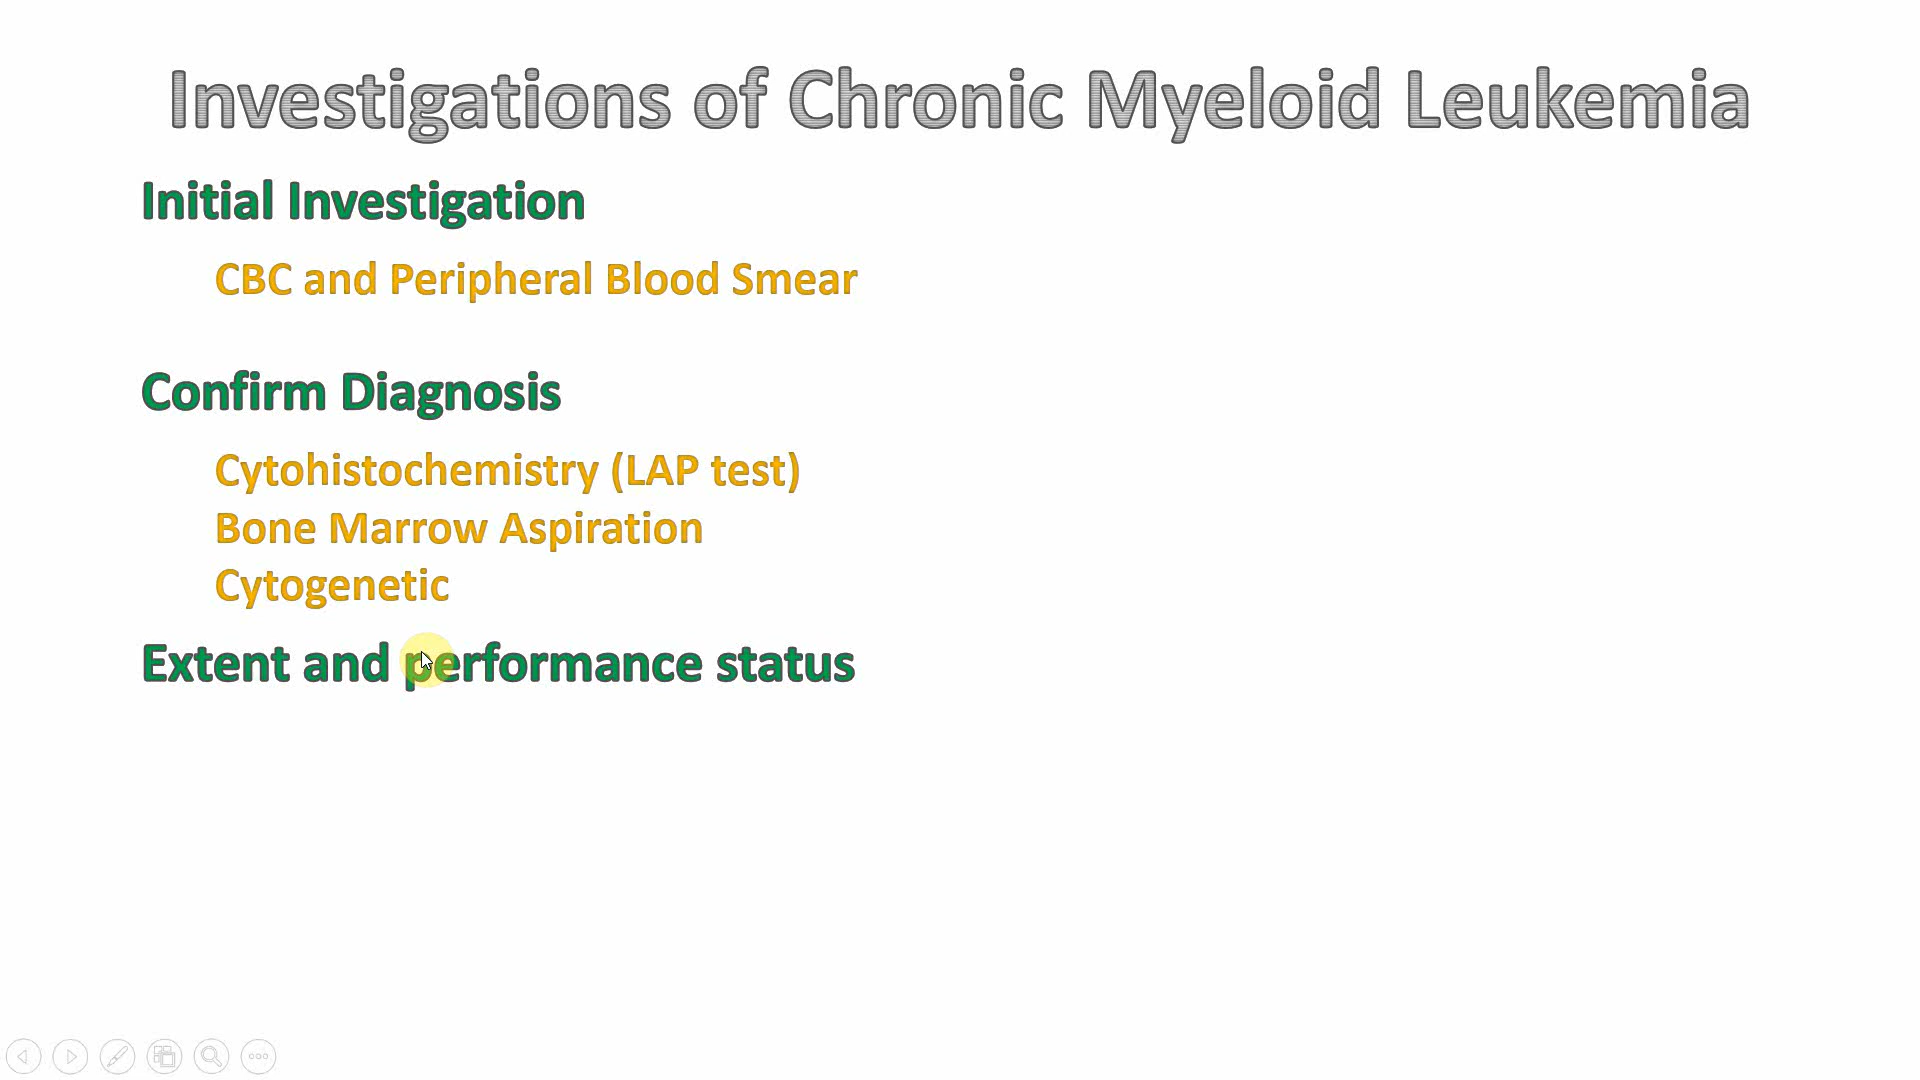 Investigations of Chronic Myeloid Leukemia
Initial Investigation
CBC and Peripheral Blood Smear
Confirm Diagnosis
Cytohistochemistry (LAP test)
Bone Marrow Aspiration
Cytogenetic
Extent and performance status